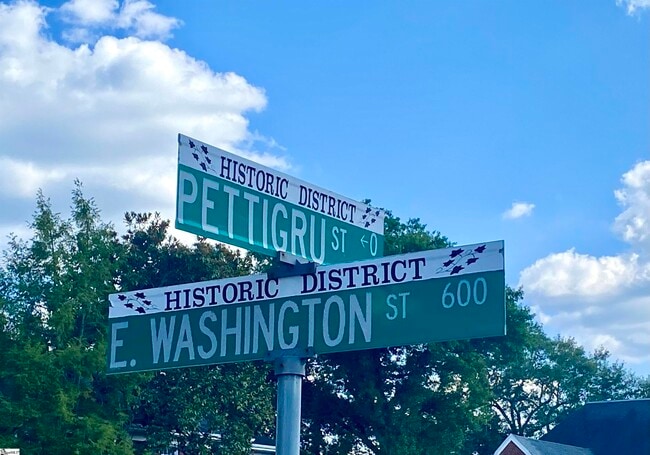 HISTORIC DISTRICT
PETTIGRU ST ←0
HISTORIC DISTRICT
E. WASHINGTON ST 600